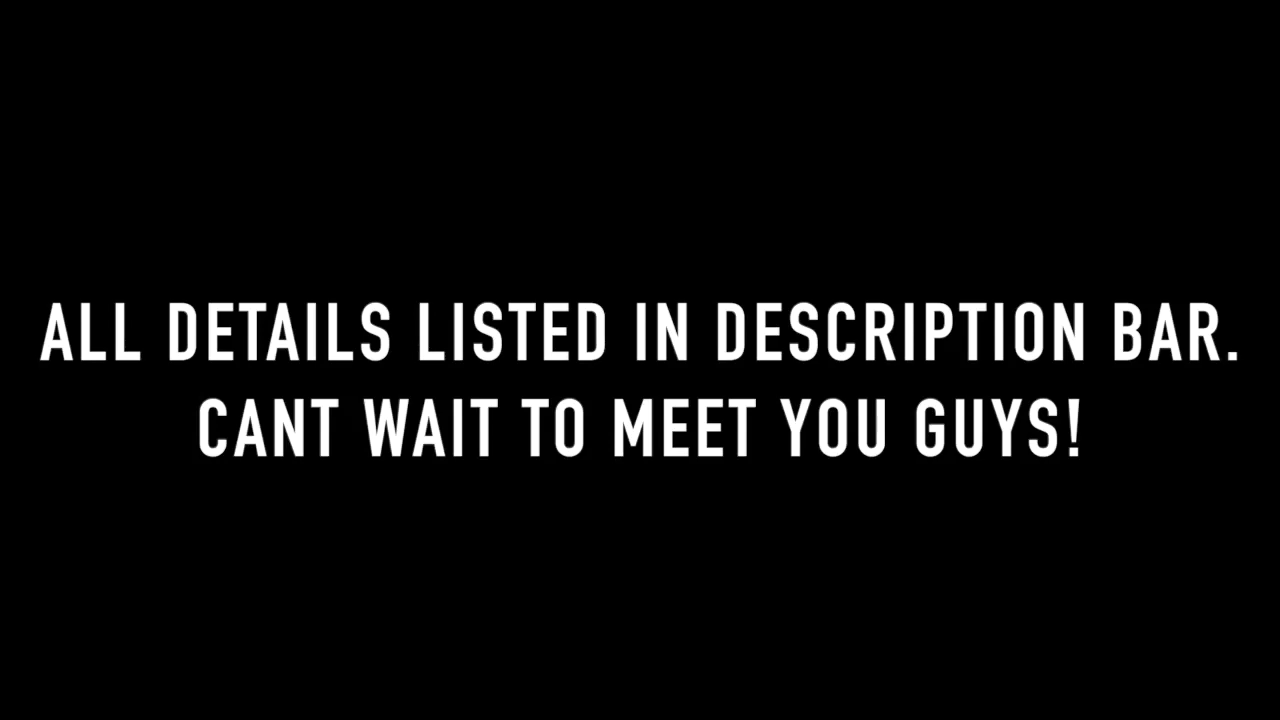 ALL DETAILS LISTED IN DESCRIPTION BAR.
CANT WAIT TO MEET YOU GUYS!